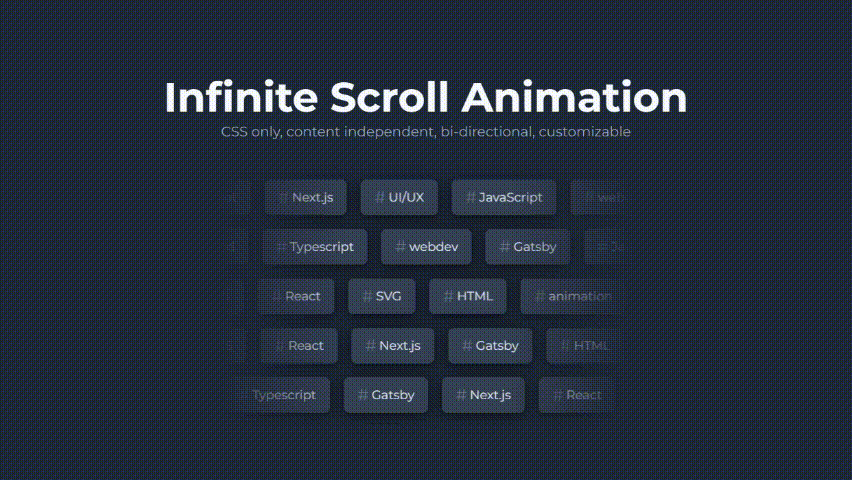 Infinite Scroll Animation
CSS only, content independent, bi-directional, customizable
# Next.js # UI/UX # JavaScript # web
# Typescript # webdev # Gatsby #
# React # SVG # HTML # animation
# React # Next.js # Gatsby # HTML
# Typescript # Gatsby # Next.js # React